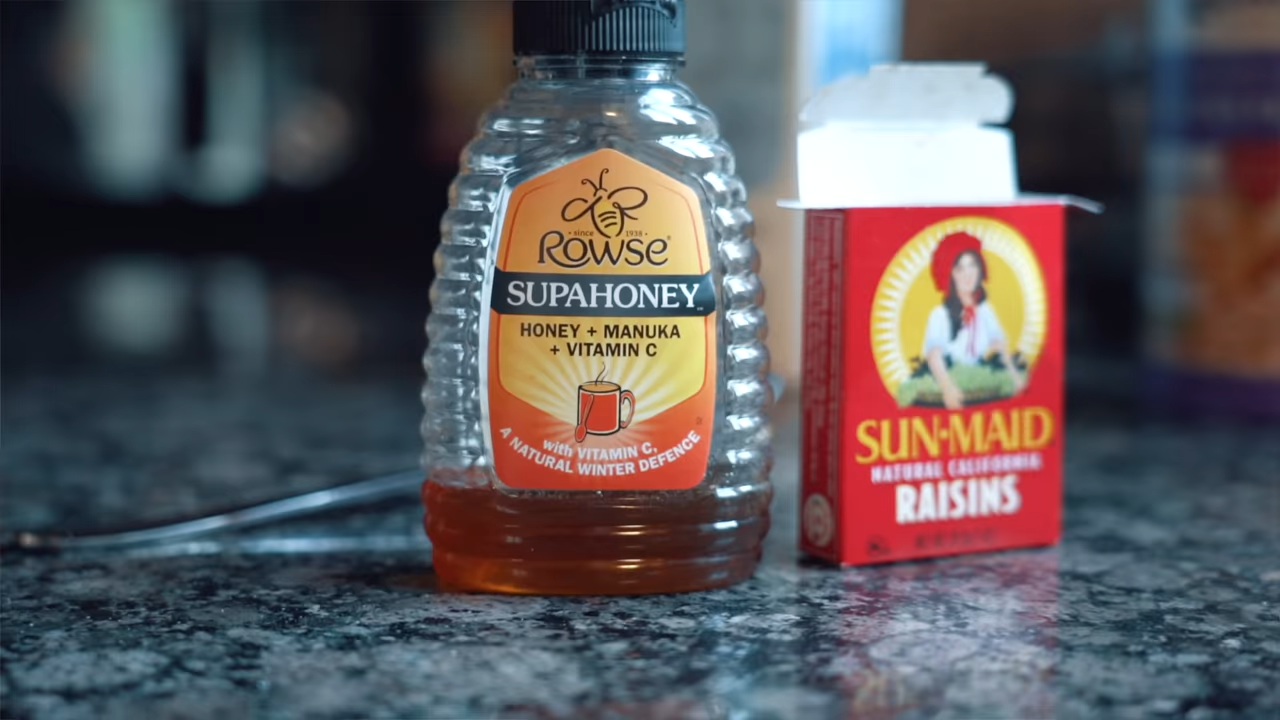 • since 1938 •
Rowse®
SUPAHONEY
HONEY + MANUKA
+ VITAMIN C
with VITAMIN C,
A NATURAL WINTER DEFENCE
SUN•MAID
NATURAL CALIFORNIA
RAISINS